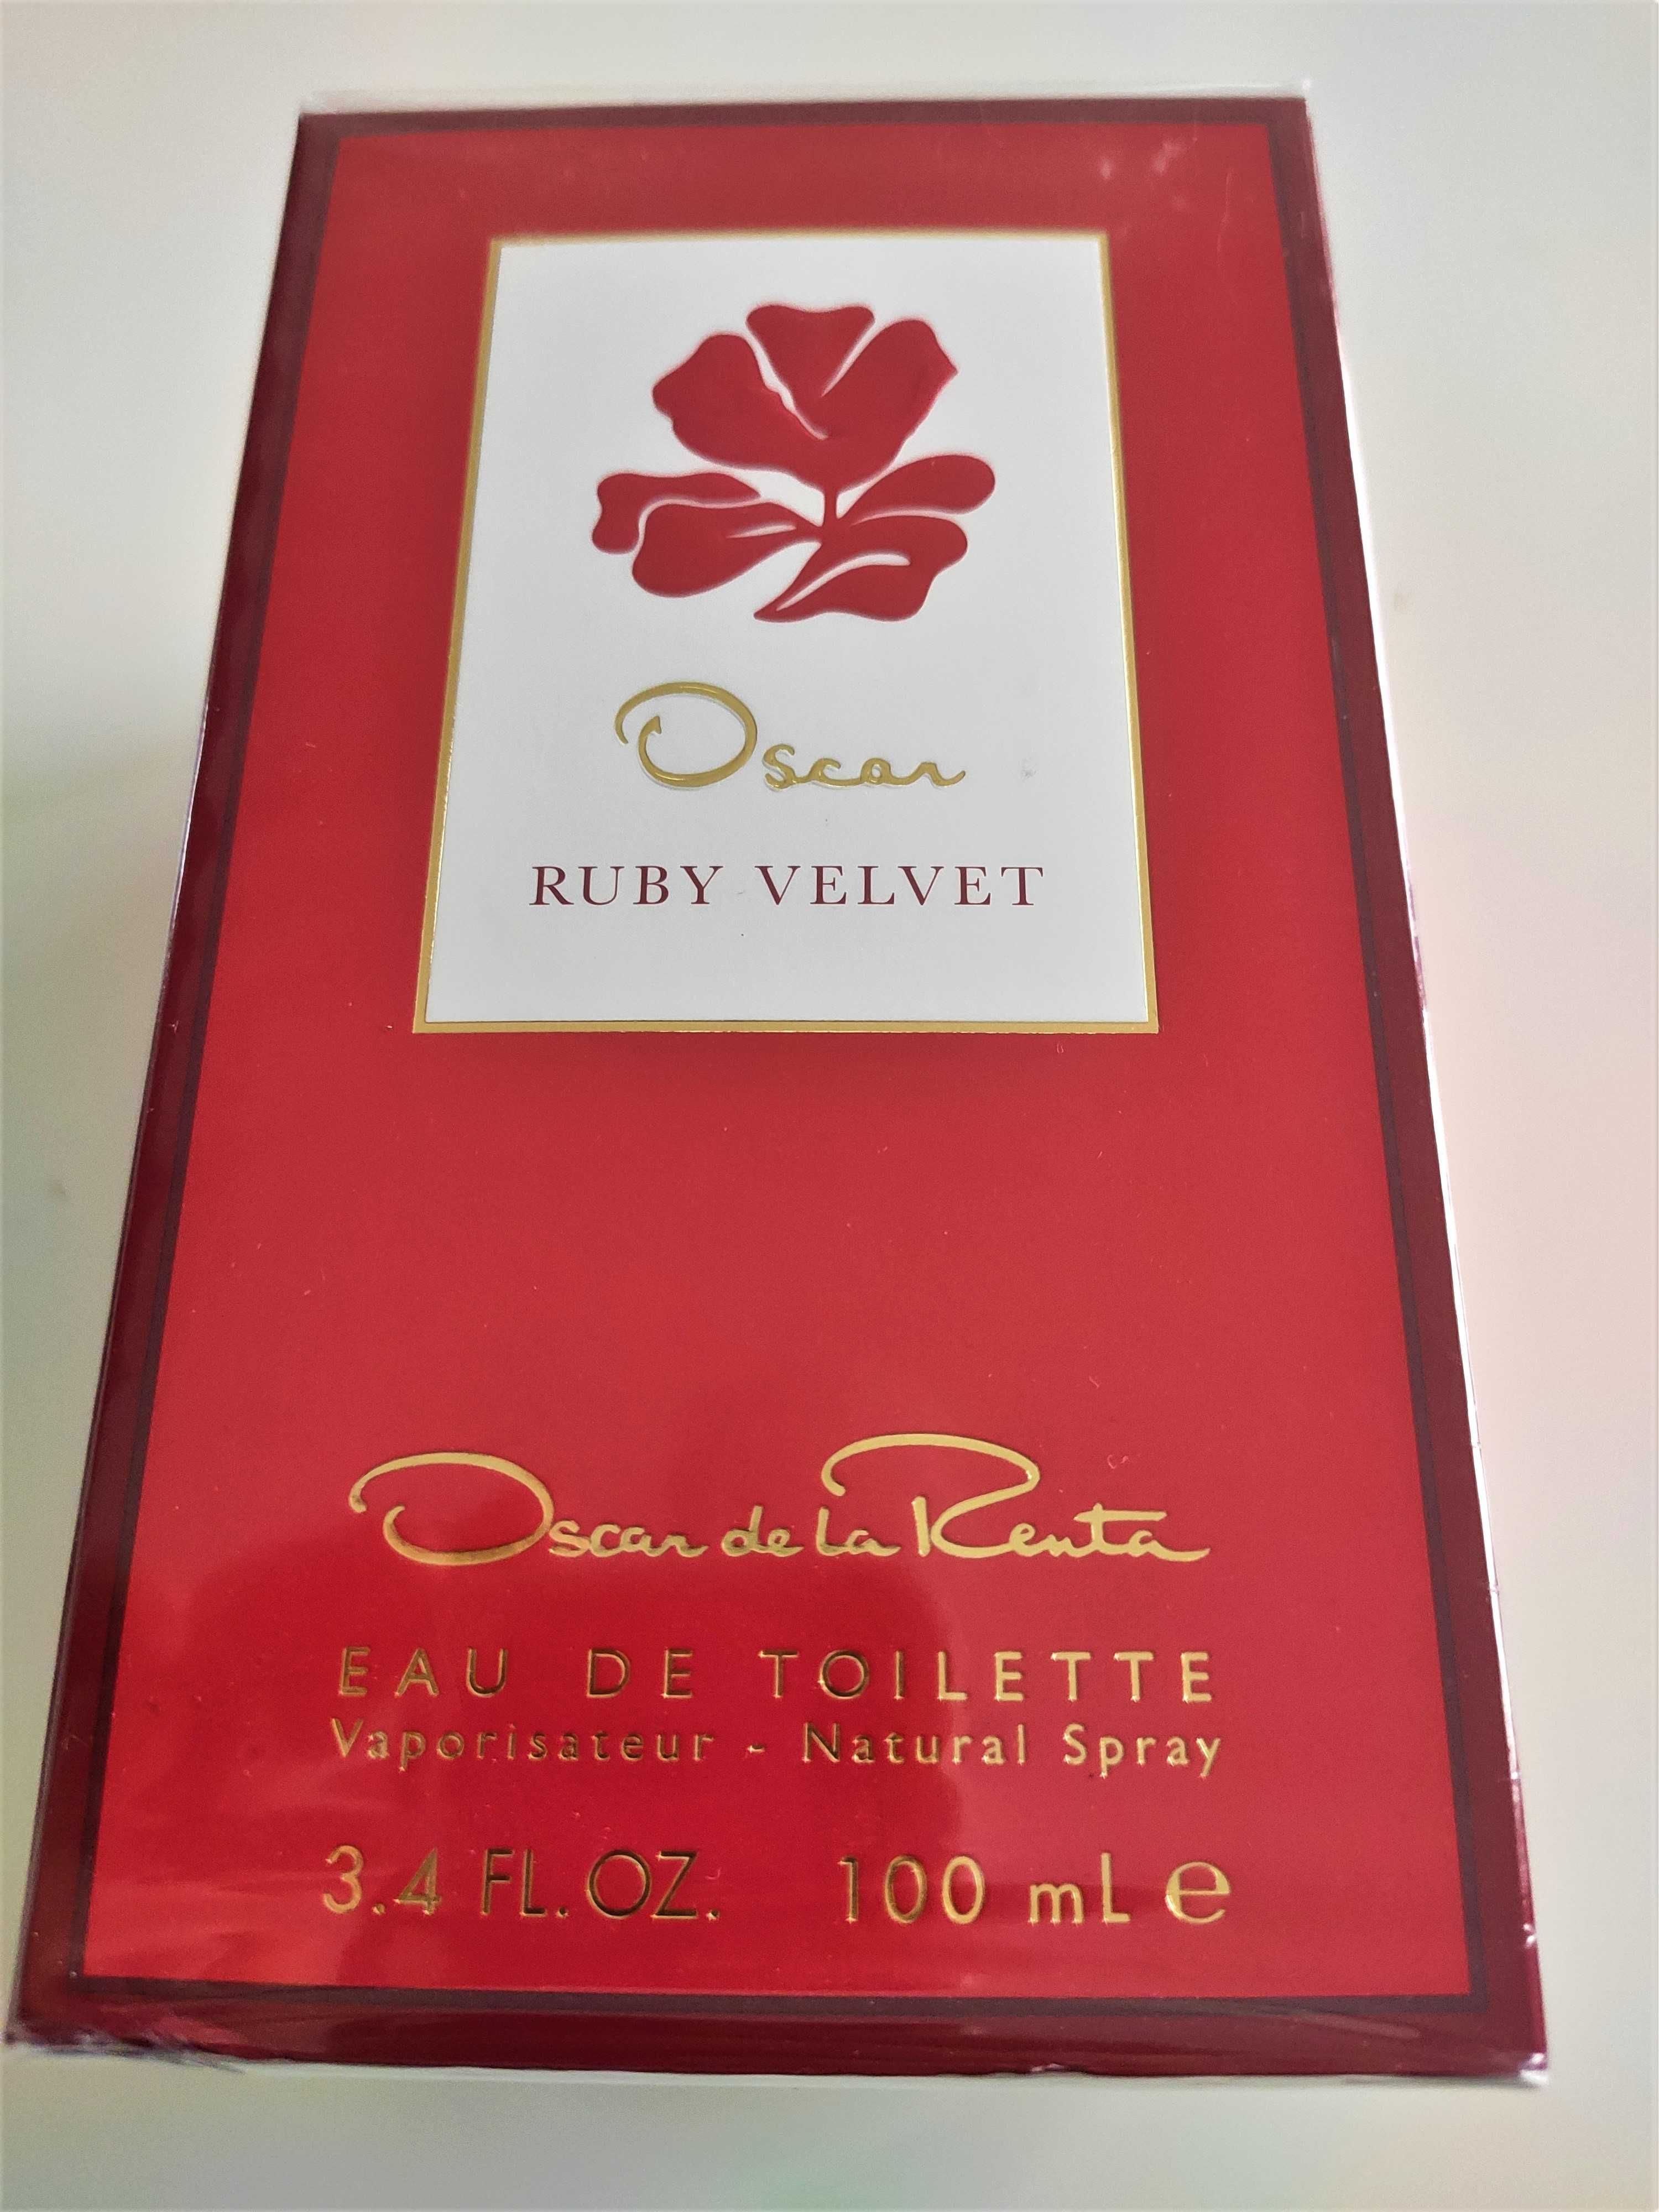 Oscar
RUBY VELVET
Oscar de la Renta
EAU DE TOILETTE
Vaporisateur - Natural Spray
3.4 FL. OZ. 100 mL ℮